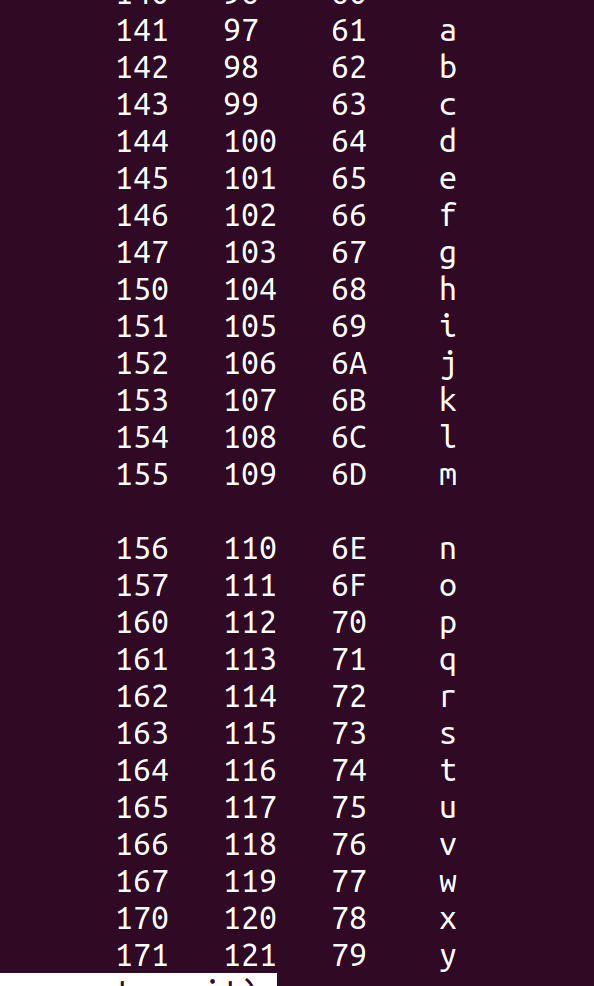 141 97 61 a
142 98 62 b
143 99 63 c
144 100 64 d
145 101 65 e
146 102 66 f
147 103 67 g
150 104 68 h
151 105 69 i
152 106 6A j
153 107 6B k
154 108 6C l
155 109 6D m
156 110 6E n
157 111 6F o
160 112 70 p
161 113 71 q
162 114 72 r
163 115 73 s
164 116 74 t
165 117 75 u
166 118 76 v
167 119 77 w
170 120 78 x
171 121 79 y